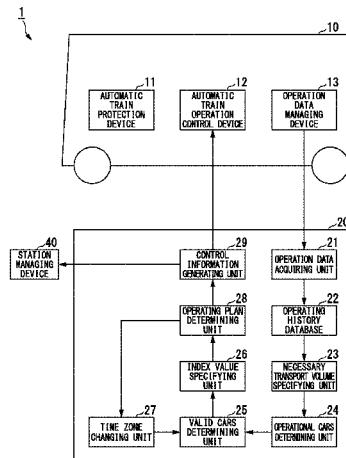 1
10
11
AUTOMATIC
TRAIN
PROTECTION
DEVICE
12
AUTOMATIC
TRAIN
OPERATION
CONTROL DEVICE
13
OPERATION
DATA
MANAGING
DEVICE
20
40
STATION
MANAGING
DEVICE
29
CONTROL
INFORMATION
GENERATING UNIT
21
OPERATION DATA
ACQUIRING UNIT
28
OPERATING PLAN
DETERMINING
UNIT
22
OPERATING
HISTORY
DATABASE
26
INDEX VALUE
SPECIFYING
UNIT
23
NECESSARY
TRANSPORT VOLUME
SPECIFYING UNIT
27
TIME ZONE
CHANGING UNIT
25
VALID CARS
DETERMINING
UNIT
24
OPERATIONAL CARS
DETERMINING UNIT